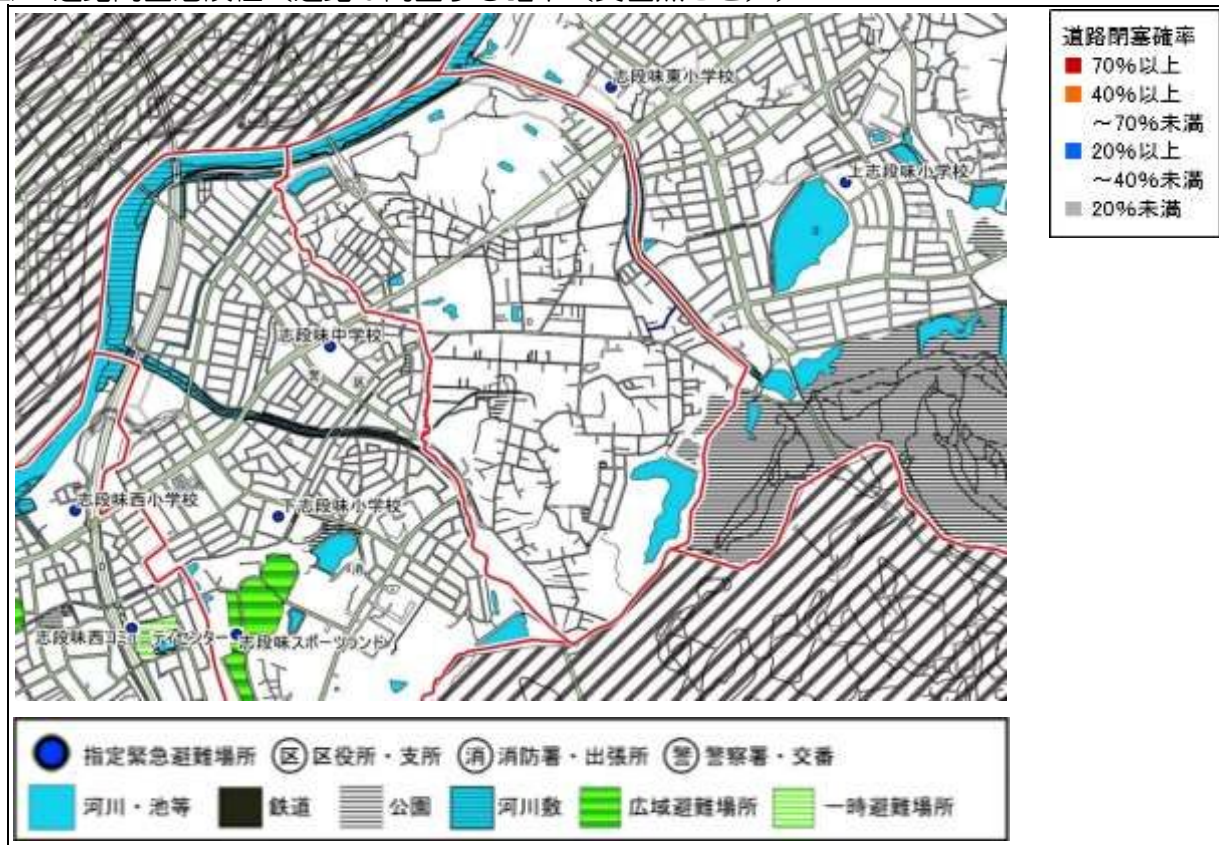 道路閉塞確率
70%以上
40%以上
～70%未満
20%以上
～40%未満
20%未満
志段味東小学校
上志段味小学校
志段味中学校
警 区
志段味西小学校
下志段味小学校
消
志段味西コミュニティセンター
志段味スポーツランド
指定緊急避難場所 区 区役所・支所 消 消防署・出張所 警 警察署・交番
河川・池等 鉄道 公園 河川敷 広域避難場所 一時避難場所